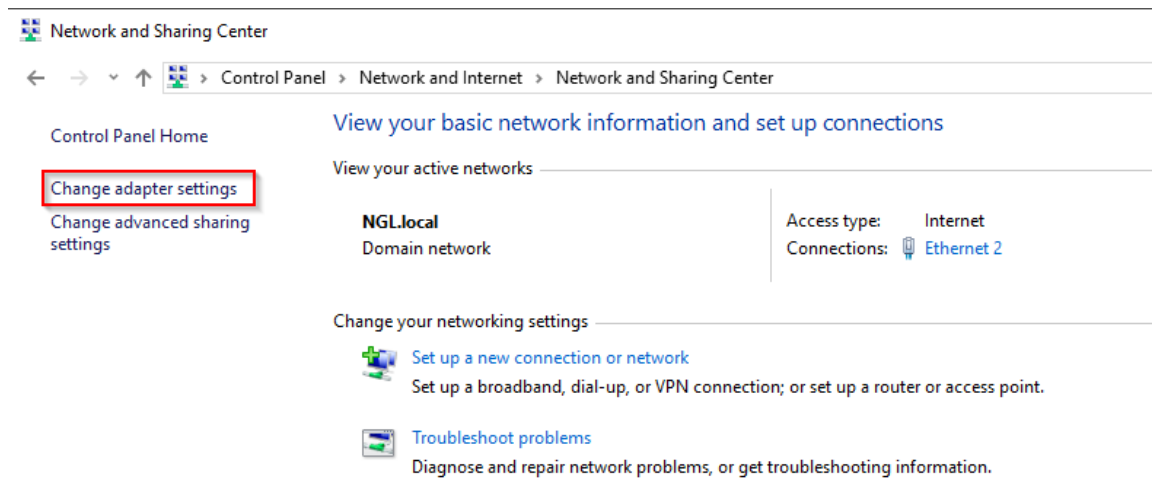 Network and Sharing Center
Control Panel > Network and Internet > Network and Sharing Center
Control Panel Home
Change adapter settings
Change advanced sharing
settings
View your basic network information and set up connections
View your active networks
NGL.local
Domain network
Access type: Internet
Connections: Ethernet 2
Change your networking settings
Set up a new connection or network
Set up a broadband, dial-up, or VPN connection; or set up a router or access point.
Troubleshoot problems
Diagnose and repair network problems, or get troubleshooting information.